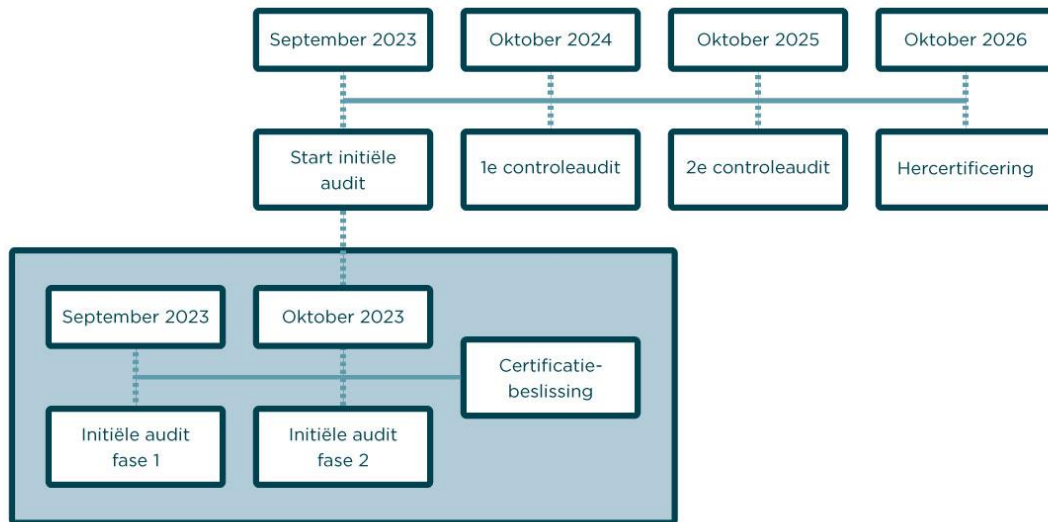 September 2023
Oktober 2024
Oktober 2025
Oktober 2026
Start initiële
audit
1e controleaudit
2e controleaudit
Hercertificering
September 2023
Oktober 2023
Certificatie-
beslissing
Initiële audit
fase 1
Initiële audit
fase 2